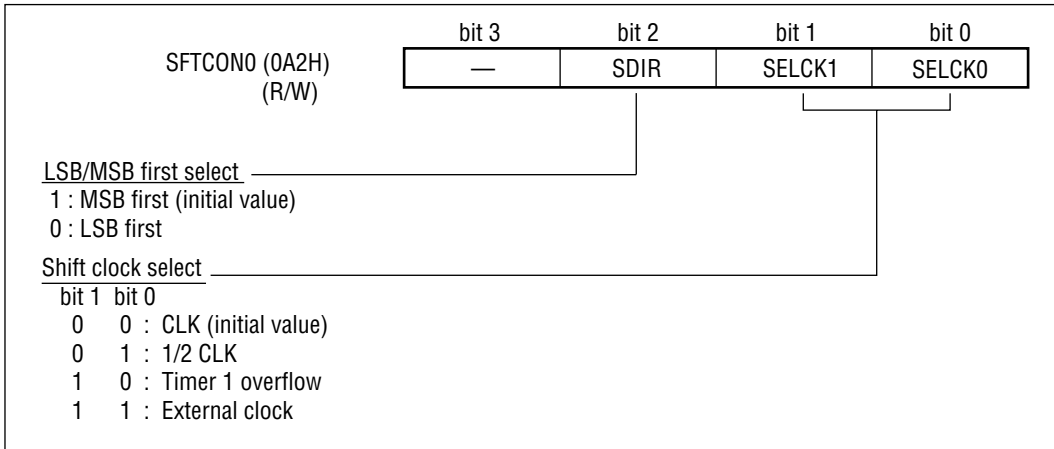 bit 3 bit 2 bit 1 bit 0
SFTCON0 (0A2H) — SDIR SELCK1 SELCK0
(R/W)
LSB/MSB first select
1 : MSB first (initial value)
0 : LSB first
Shift clock select
bit 1 bit 0
0 0 : CLK (initial value)
0 1 : 1/2 CLK
1 0 : Timer 1 overflow
1 1 : External clock